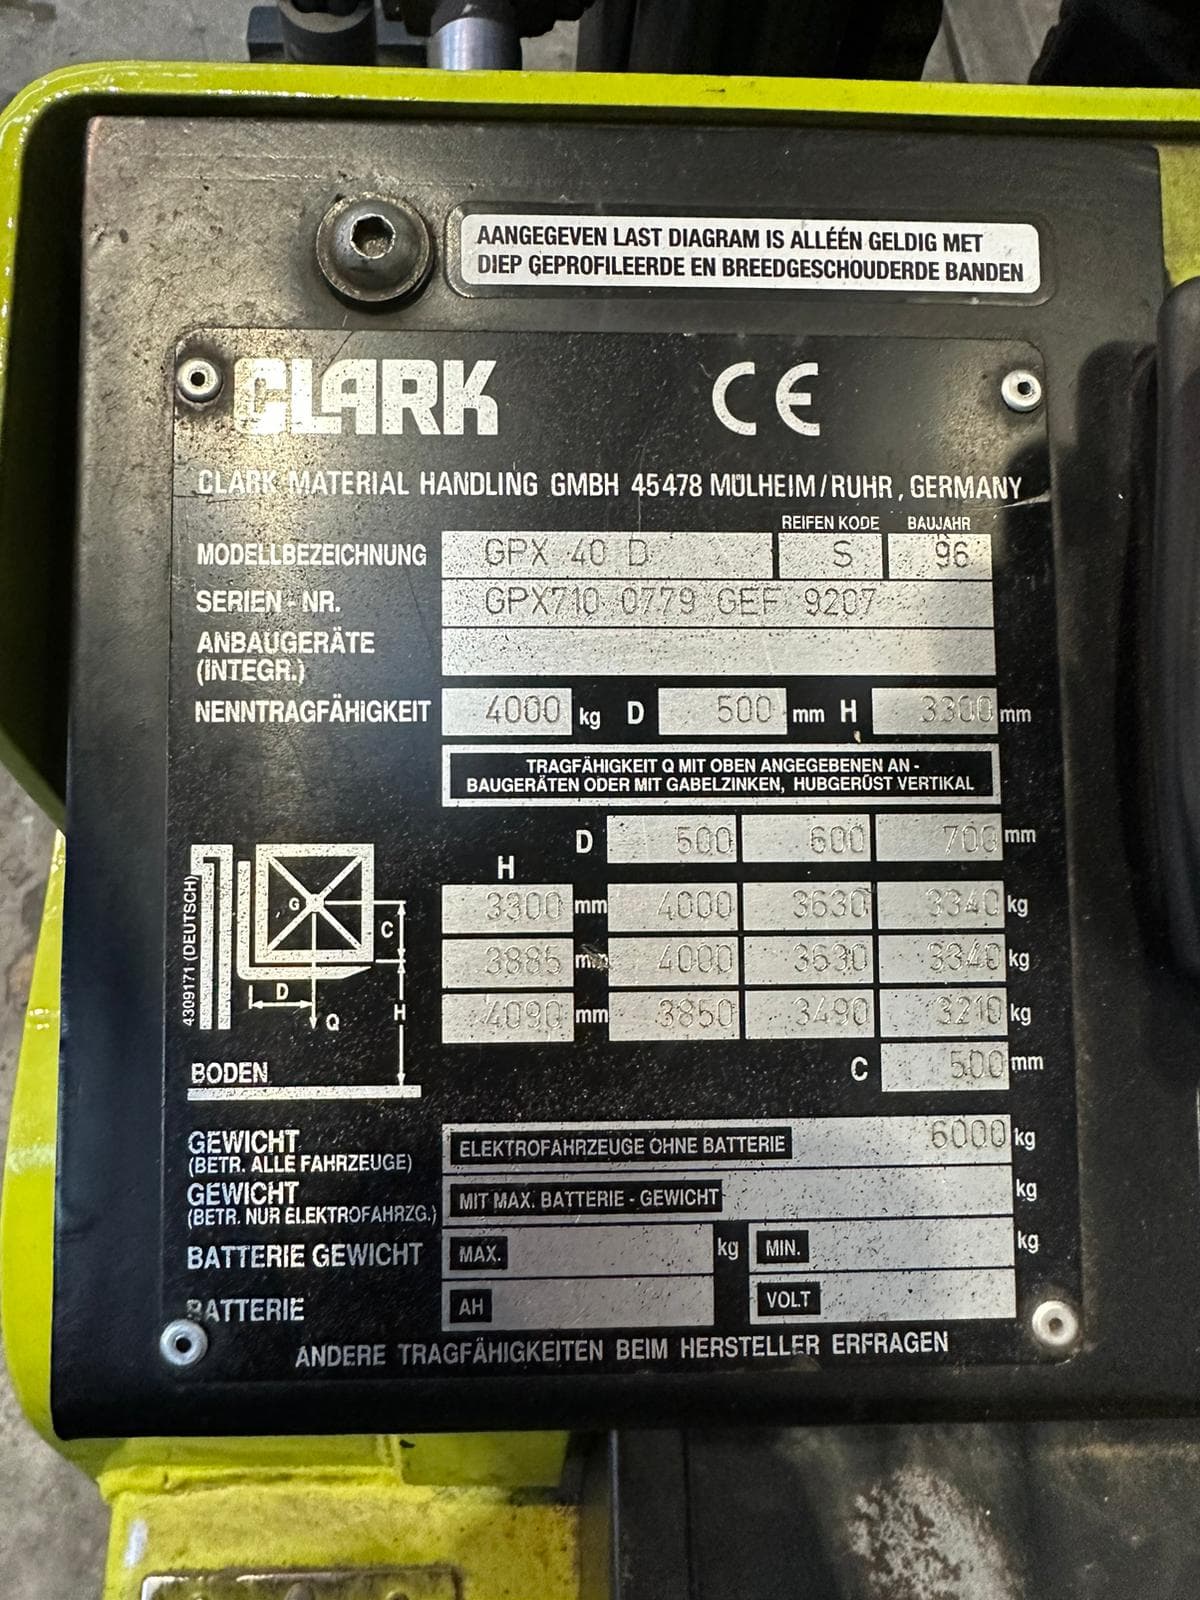 AANGEGEVEN LAST DIAGRAM IS ALLÉÉN GELDIG MET
DIEP GEPROFILEERDE EN BREEDGESCHOUDERDE BANDEN
CLARK CE
CLARK MATERIAL HANDLING GMBH 45478 MÜLHEIM/RUHR, GERMANY
REIFEN KODE BAUJAHR
MODELLBEZEICHNUNG GPX 40 D S 96
SERIEN-NR. GPX710 0779 GEF 9207
ANBAUGERÄTE
(INTEGR.)
NENNTRAGFÄHIGKEIT 4000 kg D 500 mm H 3300 mm
TRAGFÄHIGKEIT Q MIT OBEN ANGEGEBENEN AN-
BAUGERÄTEN ODER MIT GABELZINKEN, HUBGERÜST VERTIKAL
D 500 600 700 mm
H
3300 mm 4000 3630 3340 kg
3885 mm 4000 3630 3340 kg
4090 mm 3850 3490 3210 kg
C 500 mm
4309171 (DEUTSCH)
G
C
D
Q
H
BODEN
GEWICHT
(BETR. ALLE FAHRZEUGE) ELEKTROFAHRZEUGE OHNE BATTERIE 6000 kg
GEWICHT
(BETR. NUR ELEKTROFAHRZG.) MIT MAX. BATTERIE-GEWICHT kg
BATTERIE GEWICHT MAX. kg MIN. kg
BATTERIE AH VOLT
ANDERE TRAGFÄHIGKEITEN BEIM HERSTELLER ERFRAGEN